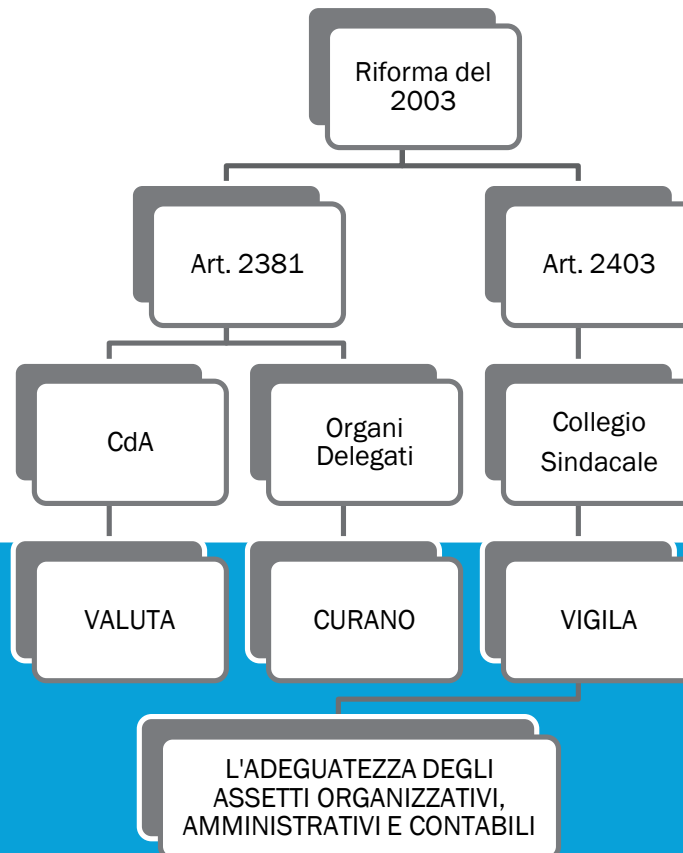 Riforma del
2003
Art. 2381
Art. 2403
CdA
Organi
Delegati
Collegio
Sindacale
VALUTA
CURANO
VIGILA
L'ADEGUATEZZA DEGLI
ASSETTI ORGANIZZATIVI,
AMMINISTRATIVI E CONTABILI